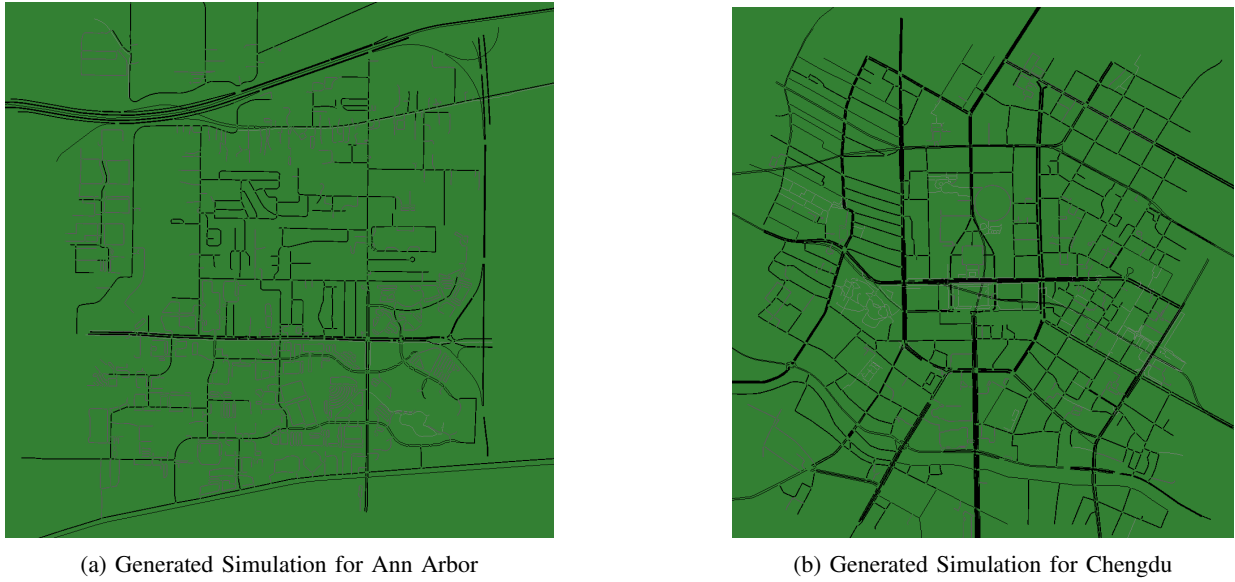 (a) Generated Simulation for Ann Arbor
(b) Generated Simulation for Chengdu